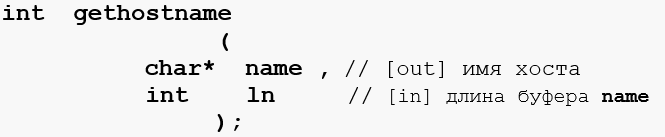 int gethostname
(
char* name , // [out] имя хоста
int ln // [in] длина буфера name
);